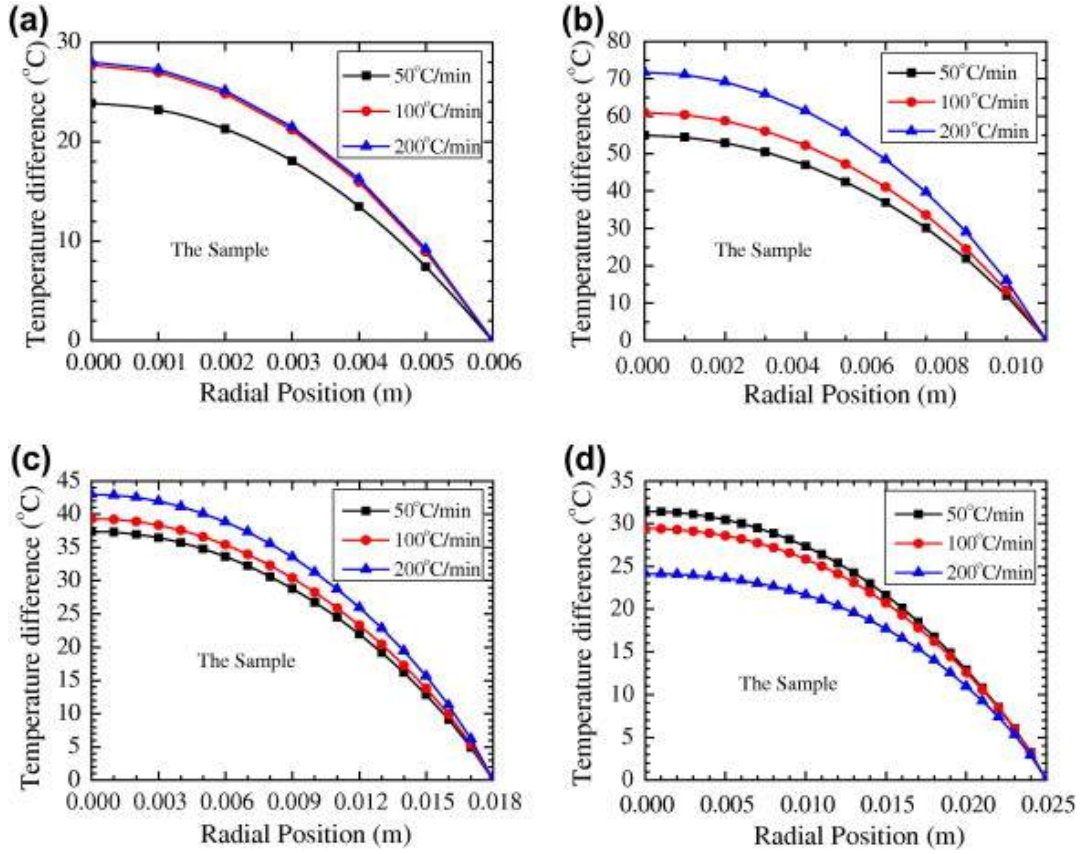 (a)
Temperature difference (°C)
30
20
10
0
50°C/min
100°C/min
200°C/min
The Sample
0.000 0.001 0.002 0.003 0.004 0.005 0.006
Radial Position (m)
(b)
Temperature difference (°C)
80
70
60
50
40
30
20
10
0
50°C/min
100°C/min
200°C/min
The Sample
0.000 0.002 0.004 0.006 0.008 0.010
Radial Position (m)
(c)
Temperature difference (°C)
45
40
35
30
25
20
15
10
5
0
50°C/min
100°C/min
200°C/min
The Sample
0.000 0.003 0.006 0.009 0.012 0.015 0.018
Radial Position (m)
(d)
Temperature difference (°C)
35
30
25
20
15
10
5
0
50°C/min
100°C/min
200°C/min
The Sample
0.000 0.005 0.010 0.015 0.020 0.025
Radial Position (m)